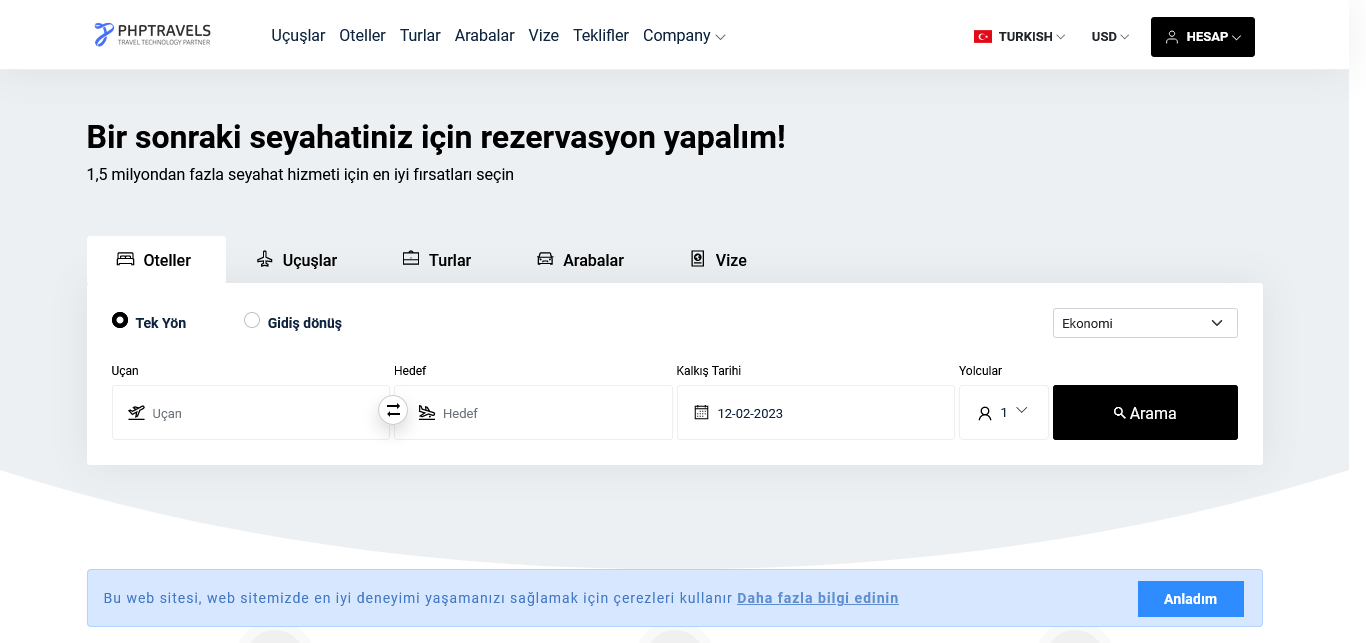 PHPTRAVELS
TRAVEL TECHNOLOGY PARTNER
Uçuşlar Oteller Turlar Arabalar Vize Teklifler Company
TURKISH USD HESAP
Bir sonraki seyahatiniz için rezervasyon yapalım!
1,5 milyondan fazla seyahat hizmeti için en iyi fırsatları seçin
Oteller Uçuşlar Turlar Arabalar Vize
Tek Yön Gidiş dönüş Ekonomi
Uçan Hedef Kalkış Tarihi Yolcular
Uçan Hedef 12-02-2023 1 Arama
Bu web sitesi, web sitemizde en iyi deneyimi yaşamanızı sağlamak için çerezleri kullanır Daha fazla bilgi edinin Anladım